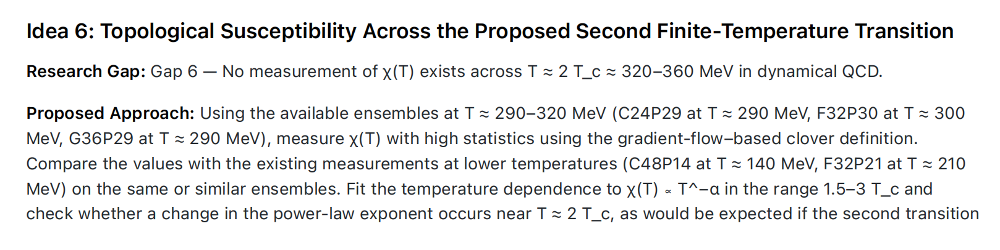 Idea 6: Topological Susceptibility Across the Proposed Second Finite-Temperature Transition
Research Gap: Gap 6 — No measurement of χ(T) exists across T ≈ 2 T_c ≈ 320–360 MeV in dynamical QCD.
Proposed Approach: Using the available ensembles at T ≈ 290–320 MeV (C24P29 at T ≈ 290 MeV, F32P30 at T ≈ 300
MeV, G36P29 at T ≈ 290 MeV), measure χ(T) with high statistics using the gradient-flow–based clover definition.
Compare the values with the existing measurements at lower temperatures (C48P14 at T ≈ 140 MeV, F32P21 at T ≈ 210
MeV) on the same or similar ensembles. Fit the temperature dependence to χ(T) ∝ T^−α in the range 1.5–3 T_c and
check whether a change in the power-law exponent occurs near T ≈ 2 T_c, as would be expected if the second transition